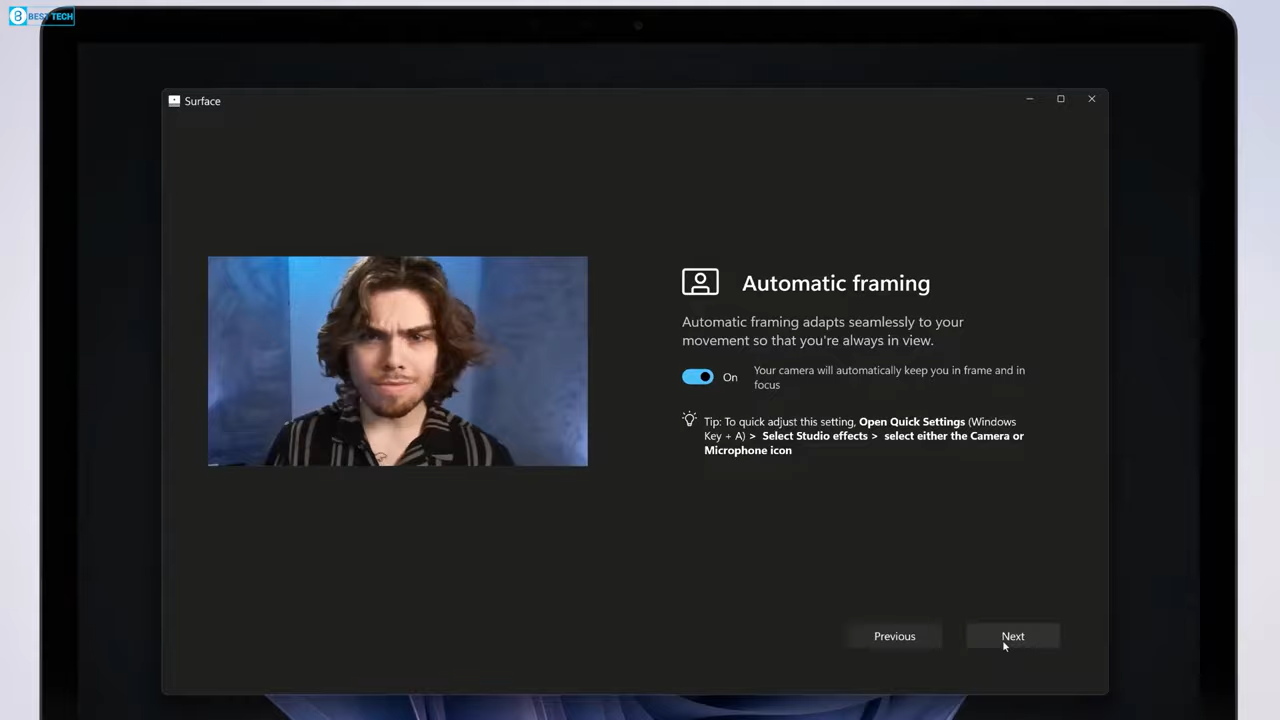 BEST TECH
Surface
Automatic framing
Automatic framing adapts seamlessly to your
movement so that you're always in view.
On
Your camera will automatically keep you in frame and in
focus
Tip: To quick adjust this setting, Open Quick Settings (Windows
Key + A) > Select Studio effects > select either the Camera or
Microphone icon
Previous
Next